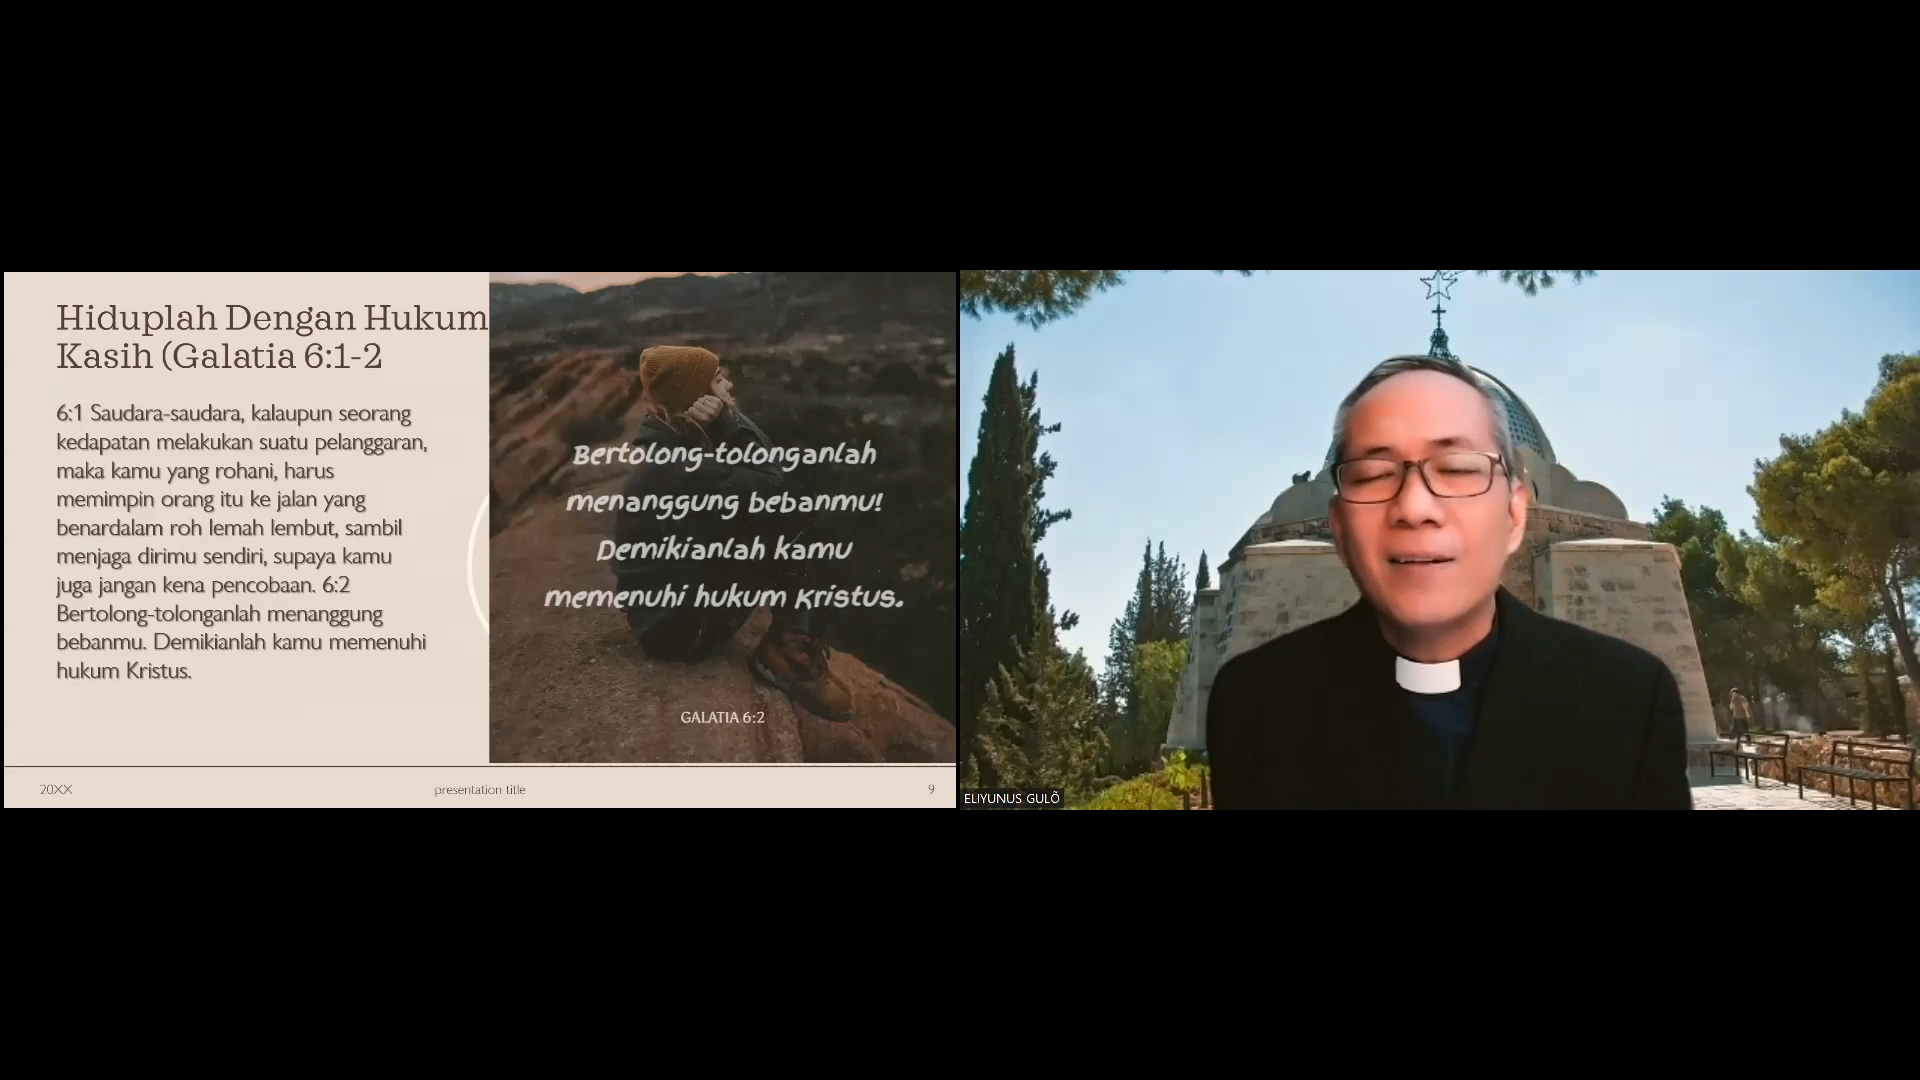 Hiduplah Dengan Hukum
Kasih (Galatia 6:1-2
6:1 Saudara-saudara, kalaupun seorang
kedapatan melakukan suatu pelanggaran,
maka kamu yang rohani, harus
memimpin orang itu ke jalan yang
benardalam roh lemah lembut, sambil
menjaga dirimu sendiri, supaya kamu
juga jangan kena pencobaan. 6:2
Bertolong-tolonganlah menanggung
bebanmu. Demikianlah kamu memenuhi
hukum Kristus.
Bertolong-tolonganlah
menanggung bebanmu!
Demikianlah kamu
memenuhi hukum Kristus.
GALATIA 6:2
20XX
presentation title
9
ELIYUNUS GULÕ